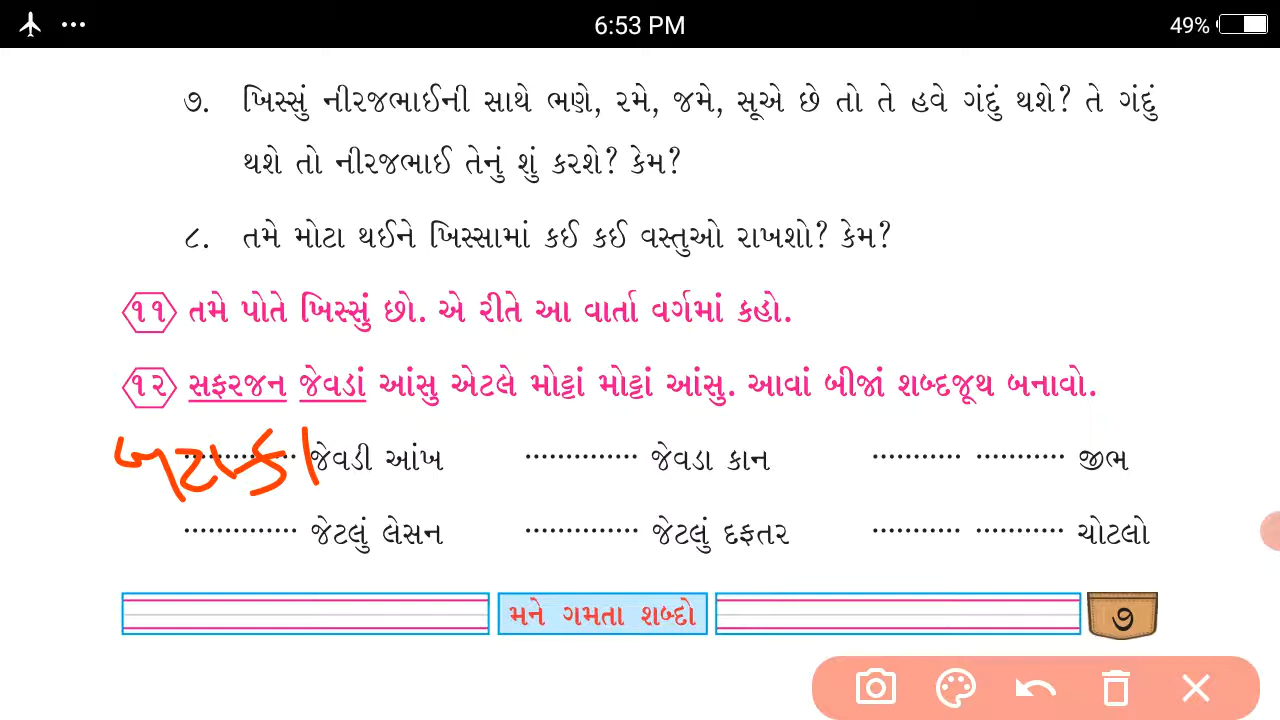 6:53 PM
49%
૭. ખિસ્સું નીરજભાઈની સાથે ભણે, રમે, જમે, સૂએ છે તો તે હવે ગંદું થશે? તે ગંદું
થશે તો નીરજભાઈ તેનું શું કરશે? કેમ?
૮. તમે મોટા થઈને ખિસ્સામાં કઈ કઈ વસ્તુઓ રાખશો? કેમ?
૧૧ તમે પોતે ખિસ્સું છો. એ રીતે આ વાર્તા વર્ગમાં કહો.
૧૨ સફરજન જેવડાં આંસુ એટલે મોટ્ટાં મોટ્ટાં આંસુ. આવાં બીજાં શબ્દજૂથ બનાવો.
બટાકા જેવડી આંખ .............. જેવડા કાન ........... ........... જીભ
.............. જેટલું લેસન .............. જેટલું દફતર ........... ........... ચોટલો
મને ગમતા શબ્દો ૭